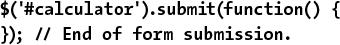 $('#calculator').submit(function() {
}); // End of form submission.